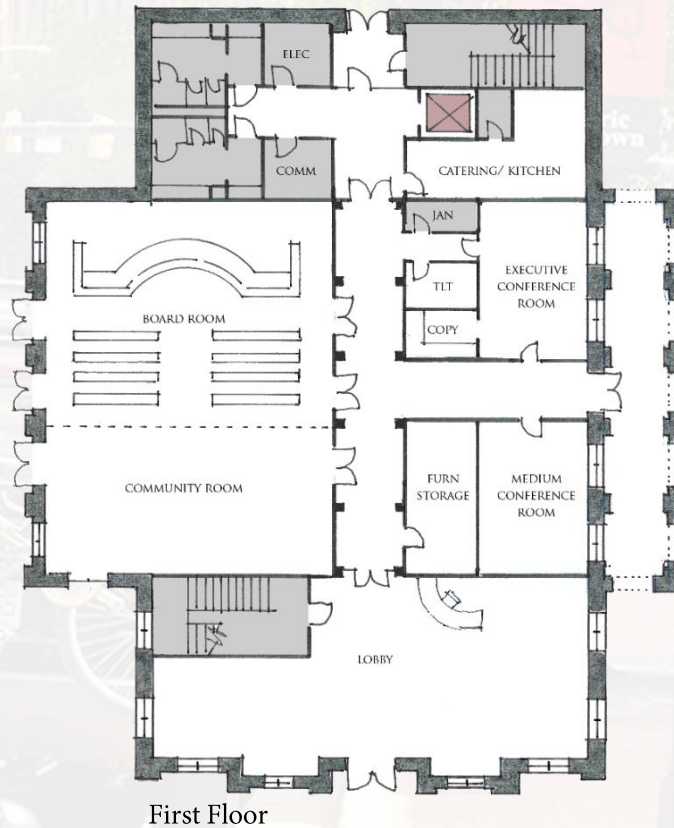 ELEC
COMM
CATERING/ KITCHEN
JAN
EXECUTIVE
CONFERENCE
ROOM
TLT
COPY
BOARD ROOM
COMMUNITY ROOM
FURN
STORAGE
MEDIUM
CONFERENCE
ROOM
LOBBY
First Floor